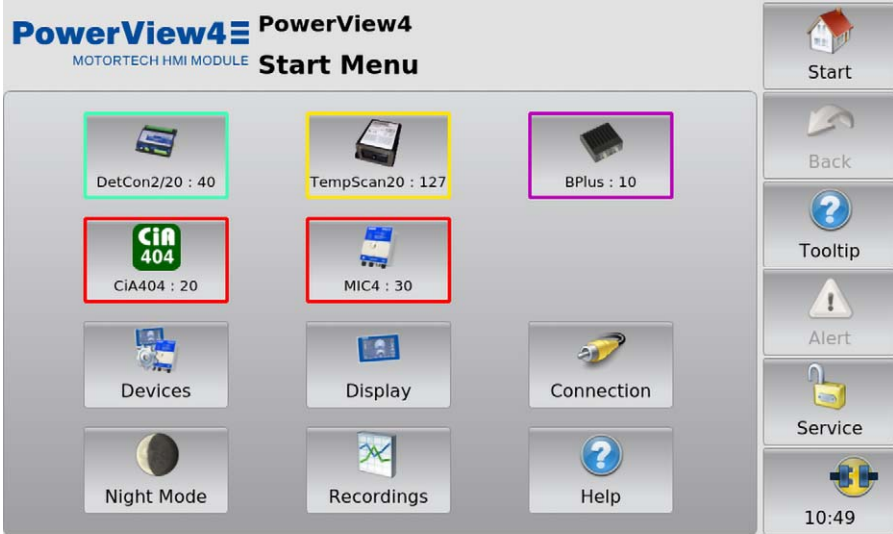 PowerView4
MOTORTECH HMI MODULE
PowerView4
Start Menu
DetCon2/20 : 40
TempScan20 : 127
BPlus : 10
CiA
404
CiA404 : 20
MIC4 : 30
Devices
Display
Connection
Night Mode
Recordings
Help
Start
Back
Tooltip
Alert
Service
10:49